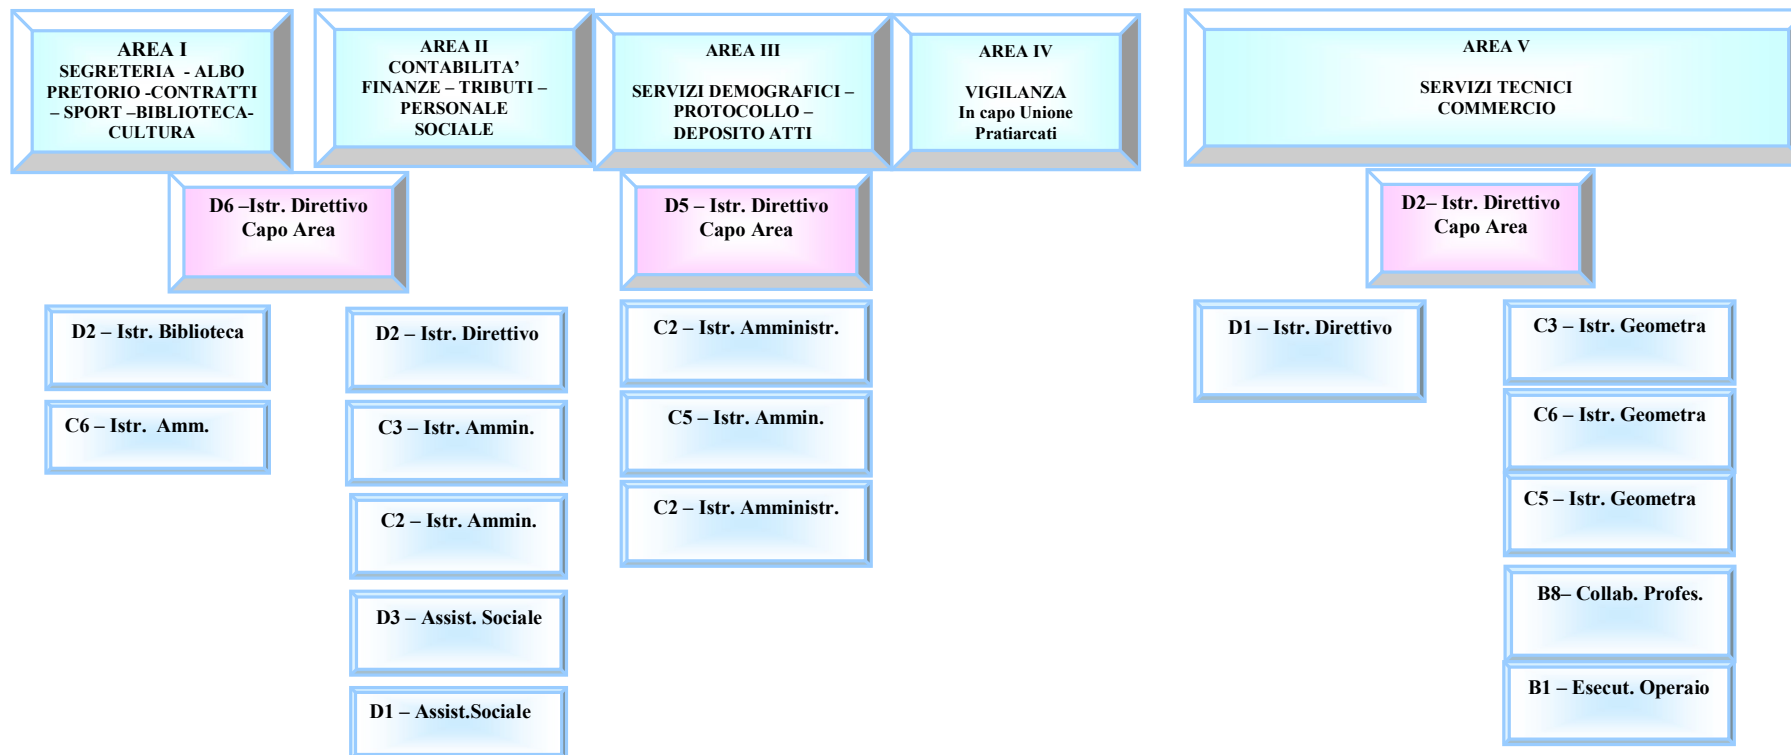 AREA I
SEGRETERIA - ALBO
PRETORIO -CONTRATTI
– SPORT –BIBLIOTECA-
CULTURA
AREA II
CONTABILITA’
FINANZE – TRIBUTI –
PERSONALE
SOCIALE
AREA III
SERVIZI DEMOGRAFICI –
PROTOCOLLO –
DEPOSITO ATTI
AREA IV
VIGILANZA
In capo Unione
Pratiarcati
AREA V
SERVIZI TECNICI
COMMERCIO
D6 –Istr. Direttivo
Capo Area
D5 – Istr. Direttivo
Capo Area
D2– Istr. Direttivo
Capo Area
D2 – Istr. Biblioteca
C6 – Istr. Amm.
D2 – Istr. Direttivo
C3 – Istr. Ammin.
C2 – Istr. Ammin.
D3 – Assist. Sociale
D1 – Assist.Sociale
C2 – Istr. Amministr.
C5 – Istr. Ammin.
C2 – Istr. Amministr.
D1 – Istr. Direttivo
C3 – Istr. Geometra
C6 – Istr. Geometra
C5 – Istr. Geometra
B8– Collab. Profes.
B1 – Esecut. Operaio